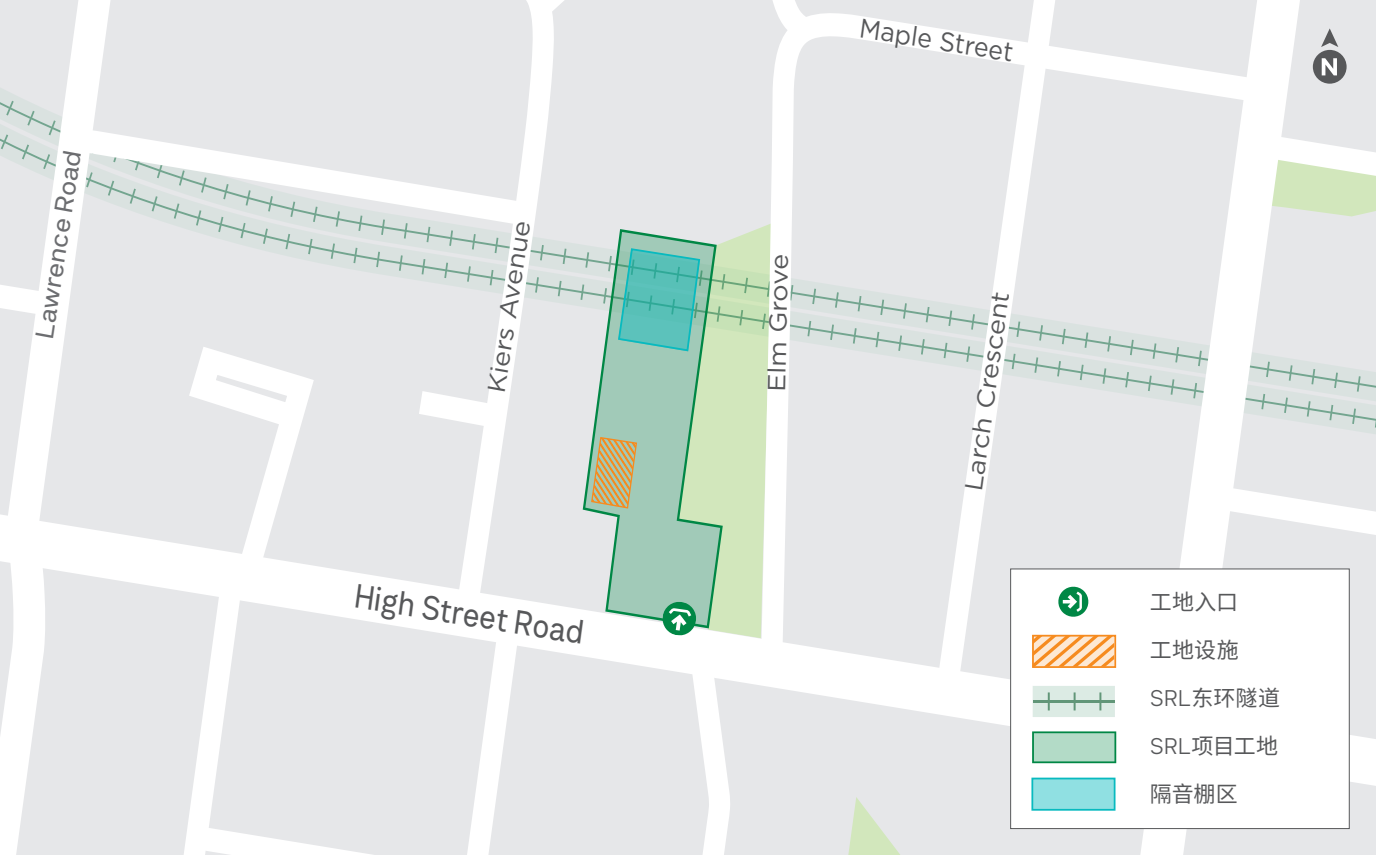 Maple Street
N
Lawrence Road
Kiers Avenue
Elm Grove
Larch Crescent
High Street Road
工地入口
工地设施
SRL东环隧道
SRL项目工地
隔音棚区